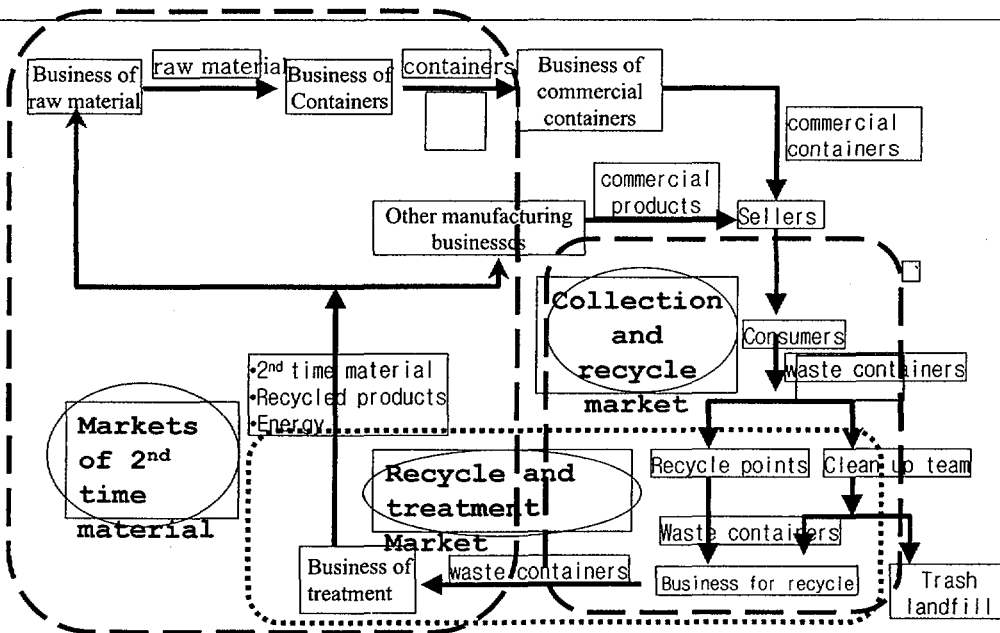 Business of
raw material
raw material
Business of
Containers
containers
Business of
commercial
containers
commercial
containers
commercial
products
Sellers
Other manufacturing
businesses
Collection
and
recycle
market
Consumers
waste containers
•2nd time material
•Recycled products
•Energy
Markets
of 2nd
time
material
Recycle and
treatment
Market
Recycle points
Clean up team
Waste containers
Business of
treatment
waste containers
Business for recycle
Trash
landfill